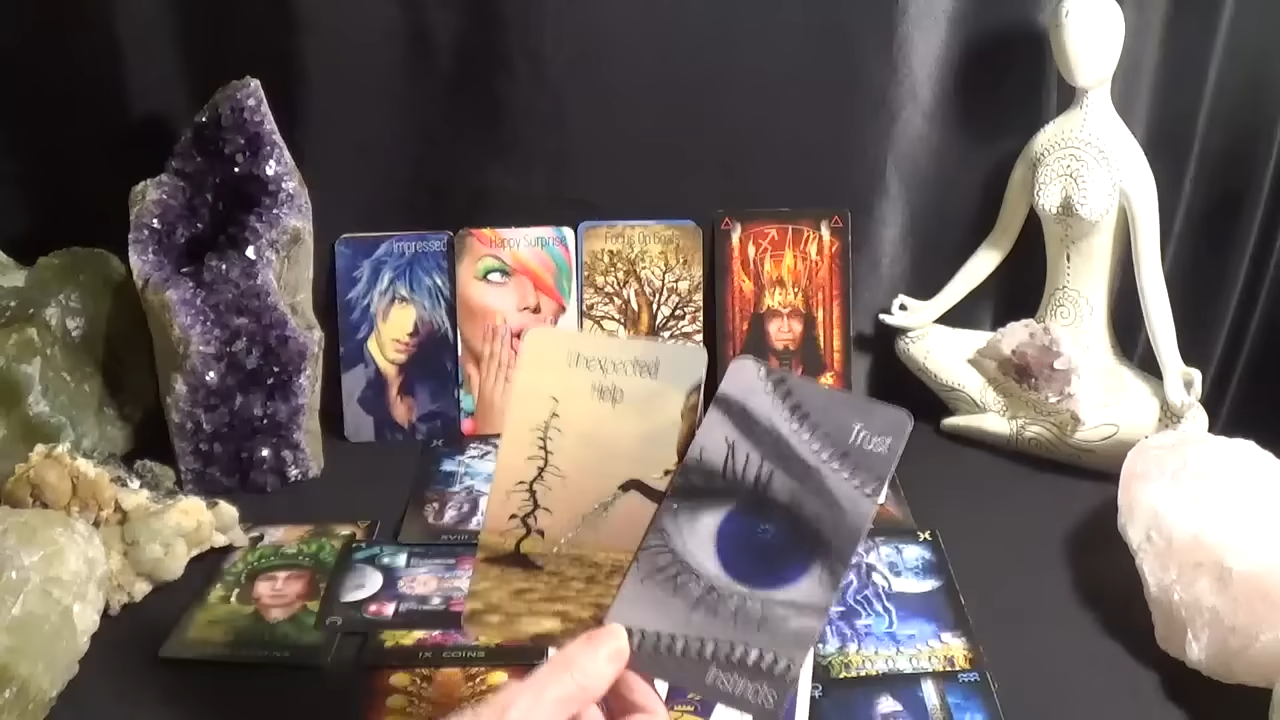 Impressed
Happy Surprise
Focus On Goals
Unexpected
Help
Trust
Instincts
XVIII
IX COINS